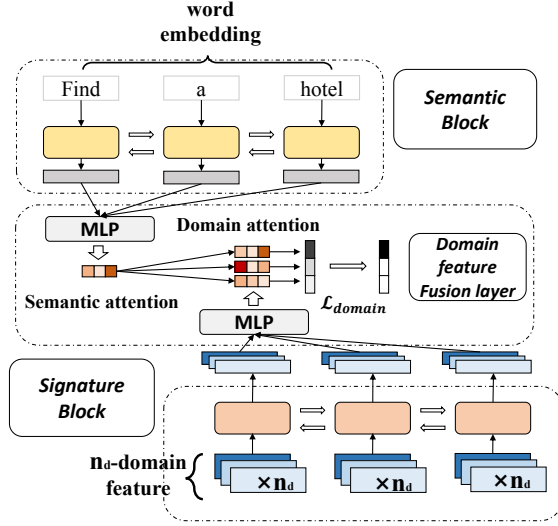 word
embedding
Find
a
hotel
Semantic
Block
MLP
Domain attention
Semantic attention
Domain
feature
Fusion layer
ℒdomain
MLP
Signature
Block
nd-domain
feature
×nd
×nd
×nd